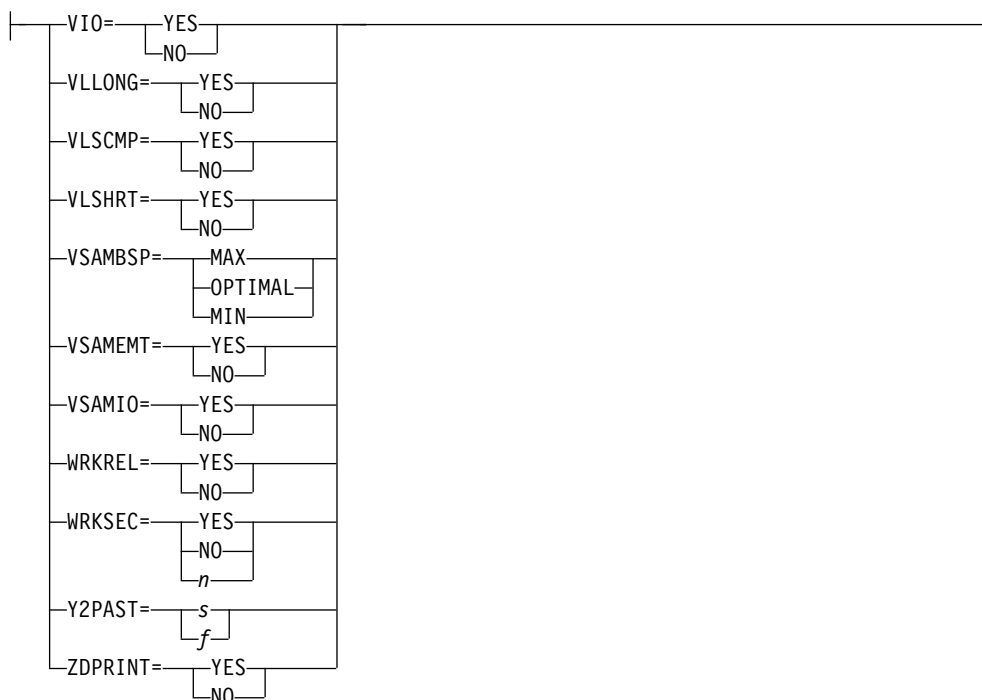 VIO= YES
NO
VLLONG= YES
NO
VLSCMP= YES
NO
VLSHRT= YES
NO
VSAMBSP= MAX
OPTIMAL
MIN
VSAMEMT= YES
NO
VSAMIO= YES
NO
WRKREL= YES
NO
WRKSEC= YES
NO
n
Y2PAST= s
f
ZDPRINT= YES
NO